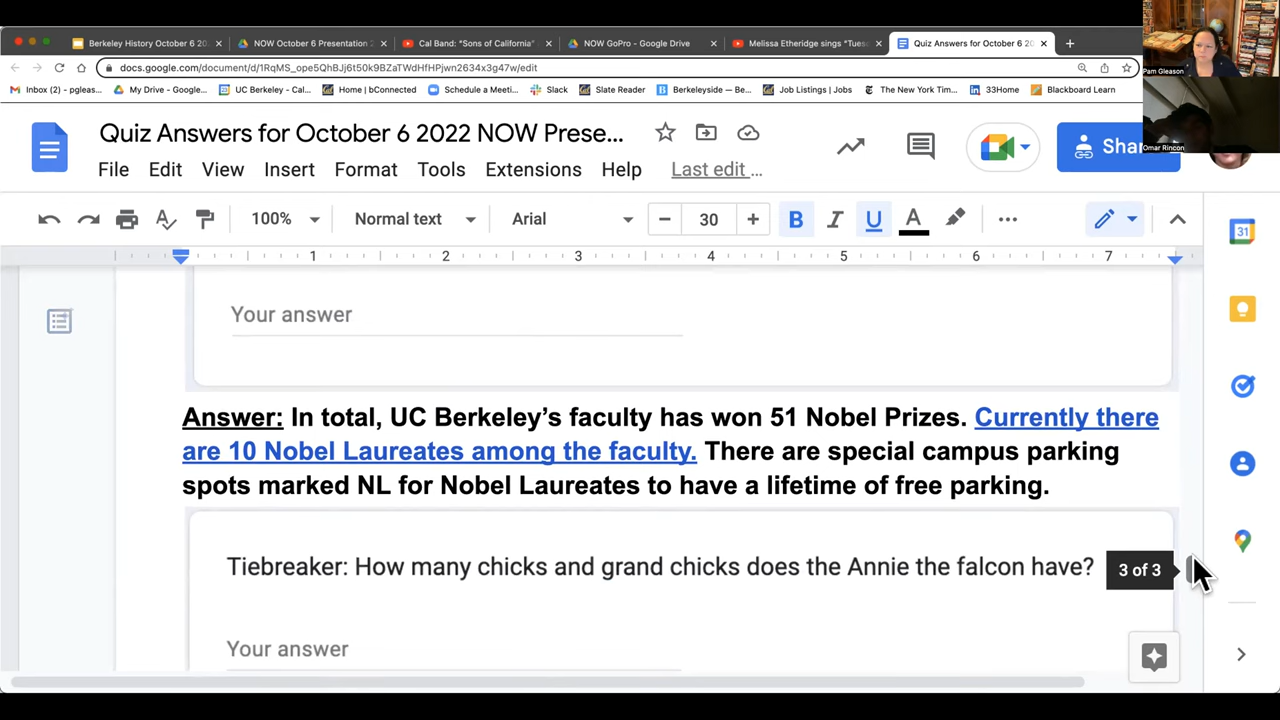 Berkeley History October 6 20
NOW October 6 Presentation 2
Cal Band: "Sons of California"
NOW GoPro - Google Drive
Melissa Etheridge sings "Tues
Quiz Answers for October 6 20
Pam Gleason
docs.google.com/document/d/1RqMS_ope5QhBJj6t50k9BZaTWdHfHPjwn2634x3g47w/edit
Inbox (2) - pgleas...
My Drive - Google...
UC Berkeley - Cal...
Home | bConnected
Schedule a Meeti...
Slack
Slate Reader
Berkeleyside — Be...
Job Listings | Jobs
The New York Tim...
33Home
Blackboard Learn
Quiz Answers for October 6 2022 NOW Prese...
Shar
Omar Rincon
File Edit View Insert Format Tools Extensions Help Last edit ...
100% Normal text Arial 30 B I U A
1 2 3 4 5 6 7
31
Your answer
Answer: In total, UC Berkeley’s faculty has won 51 Nobel Prizes. Currently there
are 10 Nobel Laureates among the faculty. There are special campus parking
spots marked NL for Nobel Laureates to have a lifetime of free parking.
Tiebreaker: How many chicks and grand chicks does the Annie the falcon have?
3 of 3
Your answer